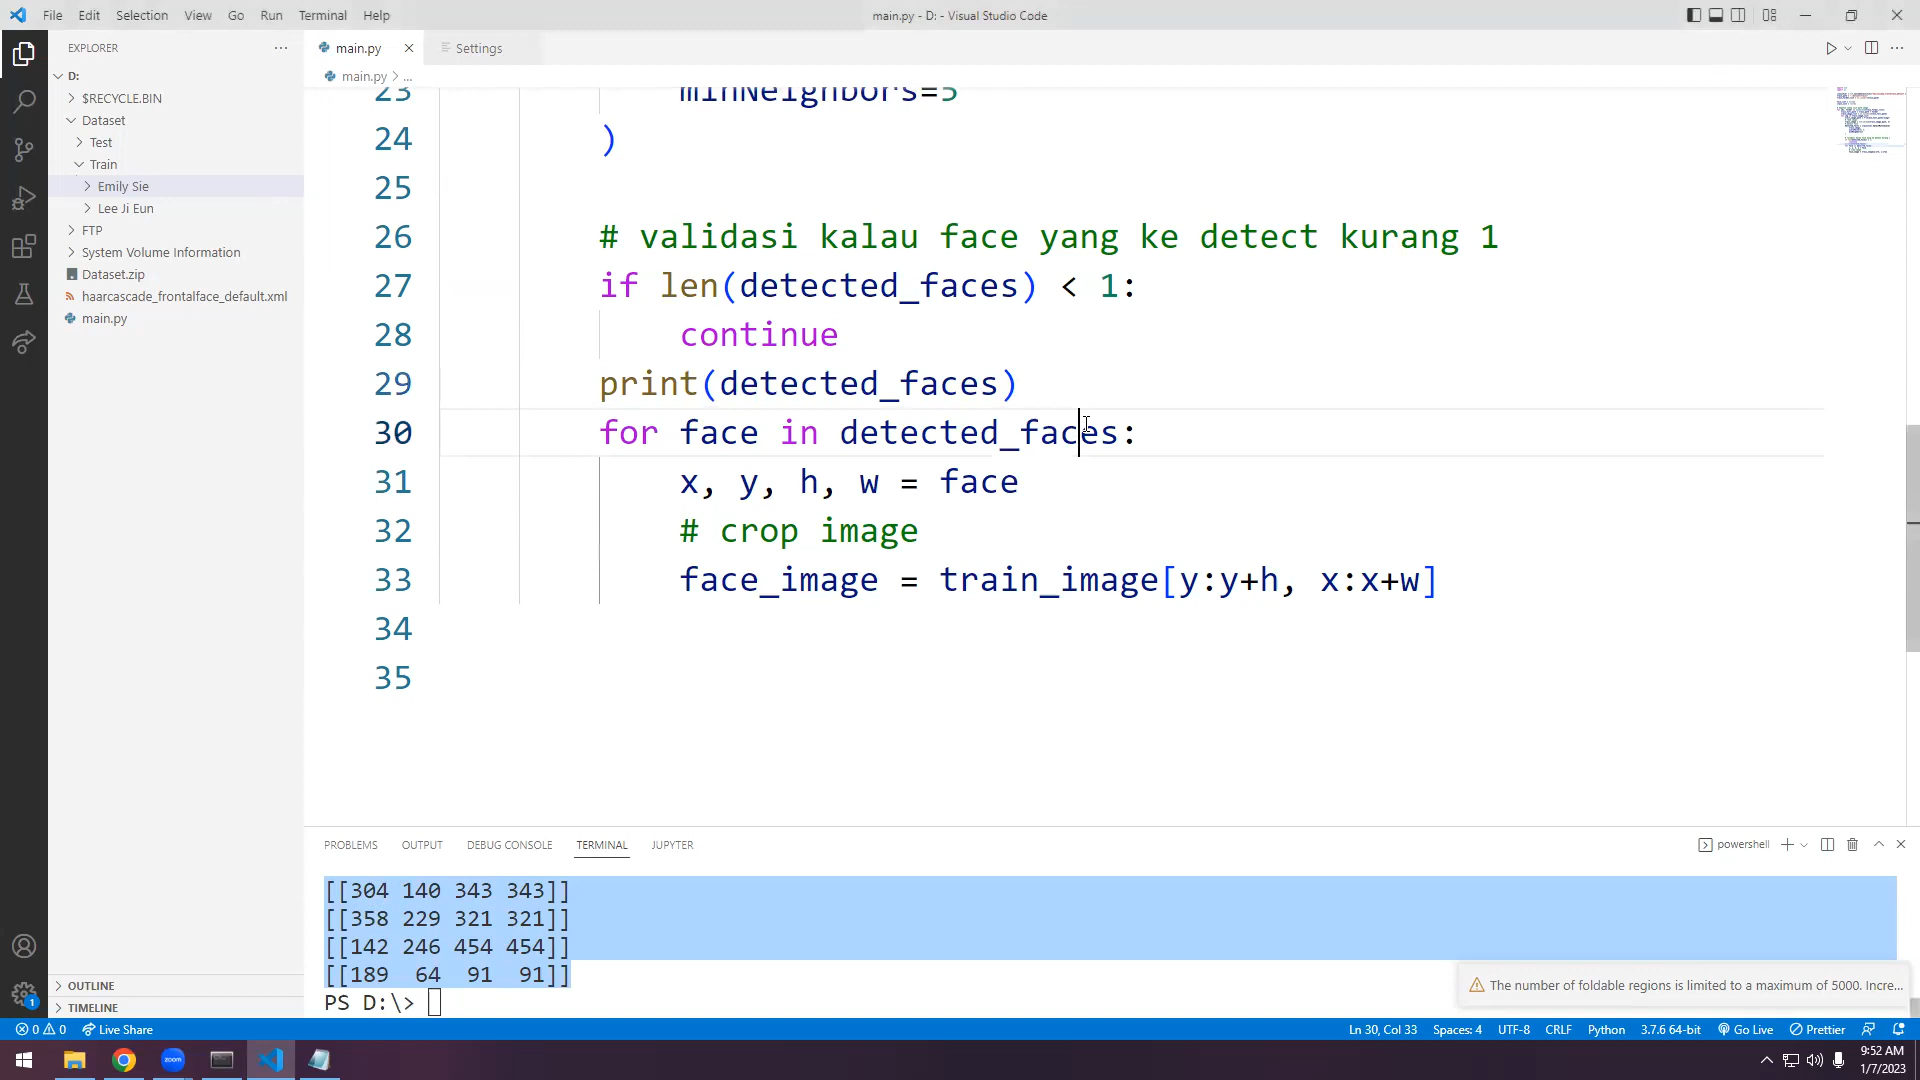 File Edit Selection View Go Run Terminal Help
main.py - D: - Visual Studio Code
EXPLORER
main.py
Settings
D:
main.py > ...
$RECYCLE.BIN
Dataset
Test
Train
Emily Sie
Lee Ji Eun
FTP
System Volume Information
Dataset.zip
haarcascade_frontalface_default.xml
main.py
23 minNeighbors=5
24 )
25
26 # validasi kalau face yang ke detect kurang 1
27 if len(detected_faces) < 1:
28 continue
29 print(detected_faces)
30 for face in detected_faces:
31 x, y, h, w = face
32 # crop image
33 face_image = train_image[y:y+h, x:x+w]
34
35
PROBLEMS OUTPUT DEBUG CONSOLE TERMINAL JUPYTER
powershell
[[304 140 343 343]]
[[358 229 321 321]]
[[142 246 454 454]]
[[189 64 91 91]]
PS D:\>
OUTLINE
TIMELINE
The number of foldable regions is limited to a maximum of 5000. Incre...
1
0 0 Live Share
Ln 30, Col 33 Spaces: 4 UTF-8 CRLF Python 3.7.6 64-bit Go Live Prettier
zoom
9:52 AM
1/7/2023